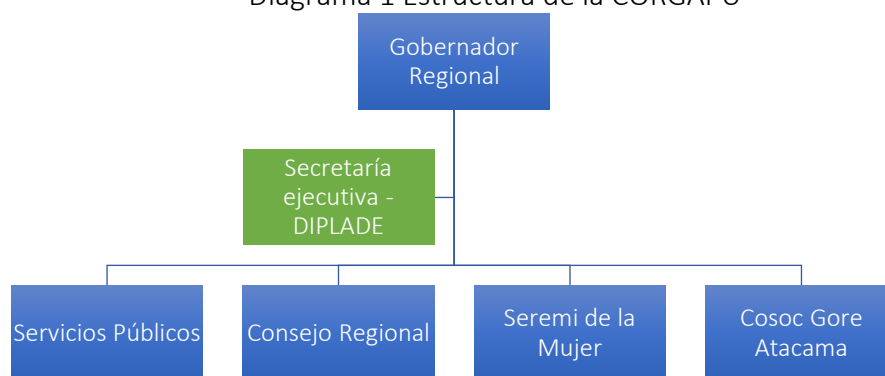 Diagrama 1 Estructura de la CORGAPU
Gobernador
Regional
Secretaría
ejecutiva -
DIPLADE
Servicios Públicos
Consejo Regional
Seremi de la
Mujer
Cosoc Gore
Atacama